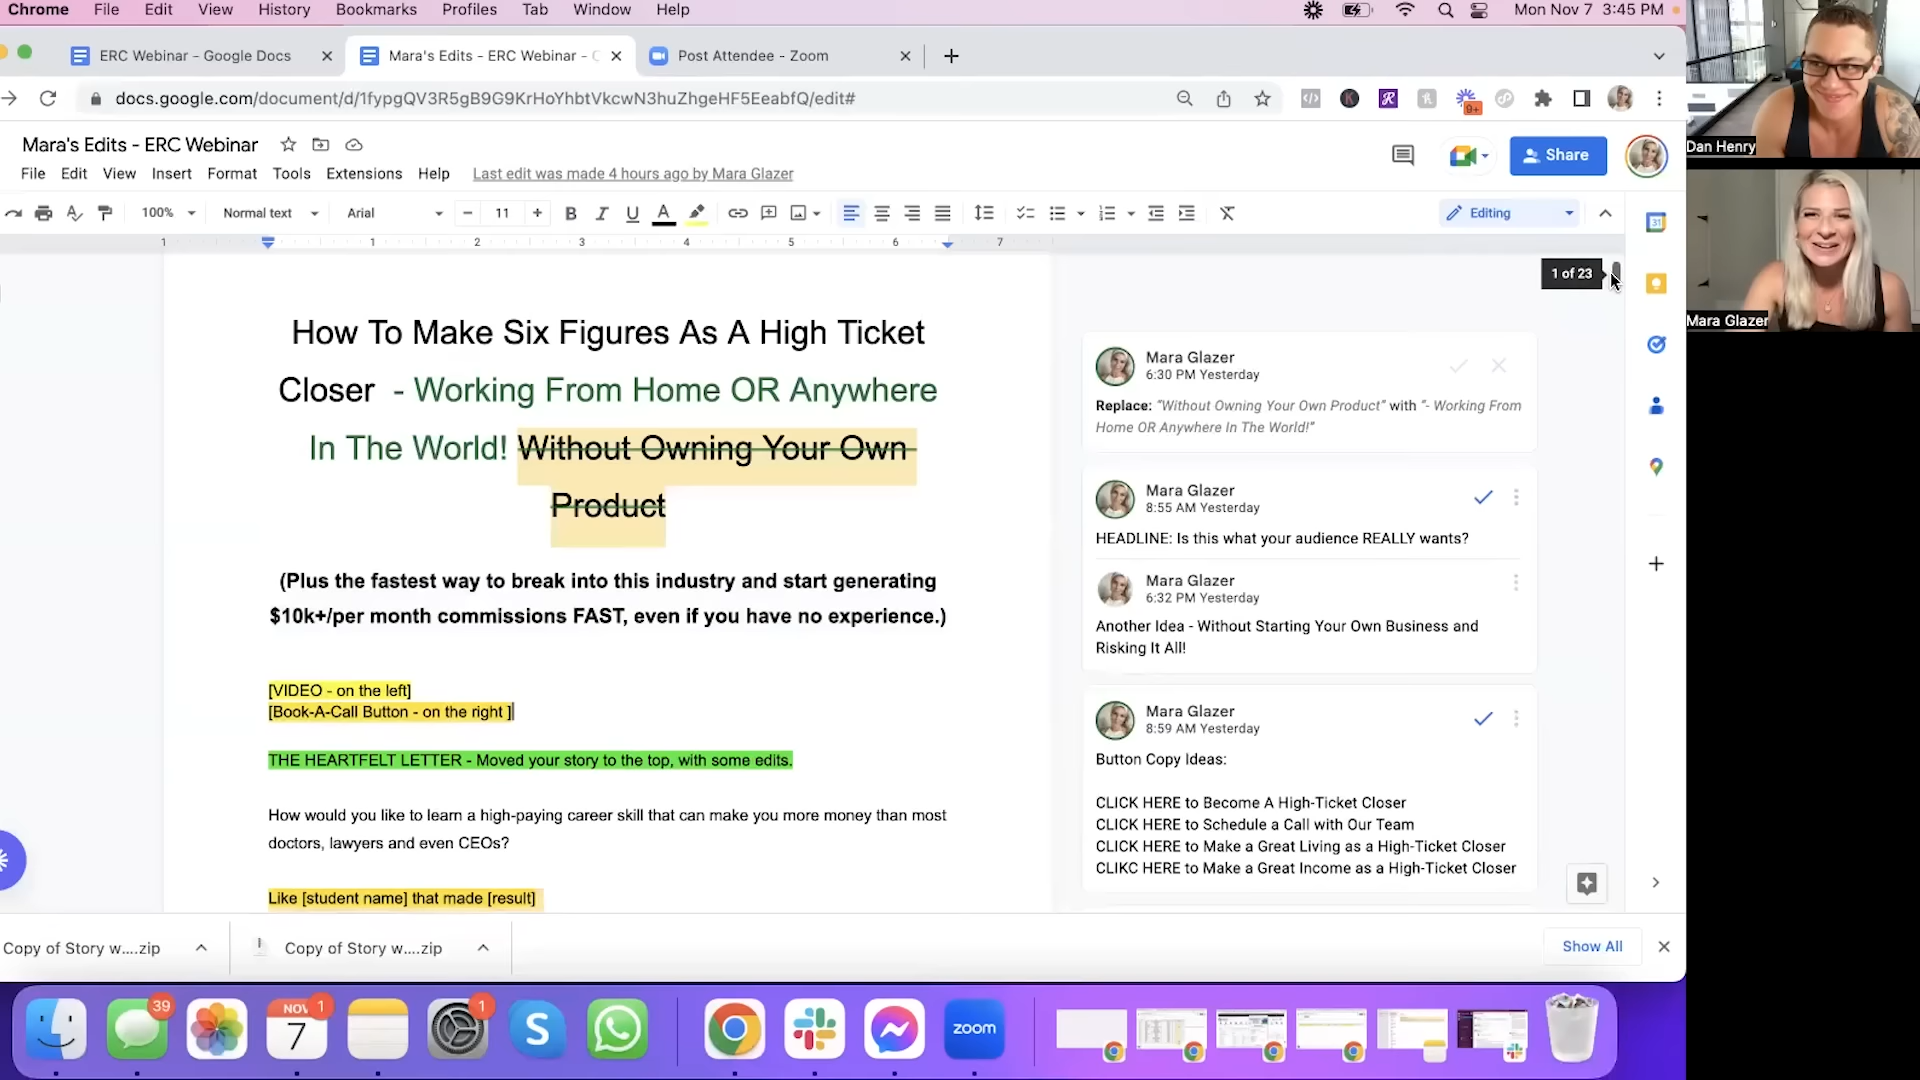 Chrome File Edit View History Bookmarks Profiles Tab Window Help Mon Nov 7 3:45 PM
ERC Webinar - Google Docs Mara's Edits - ERC Webinar - Post Attendee - Zoom
docs.google.com/document/d/1fypgQV3R5gB9G9KrHoYhbtVkcwN3huZhgeHF5EeabfQ/edit#
9+
Mara's Edits - ERC Webinar
Share
File Edit View Insert Format Tools Extensions Help Last edit was made 4 hours ago by Mara Glazer
100% Normal text Arial 11 Editing
1 1 2 3 4 5 6 7
1 of 23
How To Make Six Figures As A High Ticket
Closer - Working From Home OR Anywhere
In The World! Without Owning Your Own
Product
(Plus the fastest way to break into this industry and start generating
$10k+/per month commissions FAST, even if you have no experience.)
[VIDEO - on the left]
[Book-A-Call Button - on the right ]
THE HEARTFELT LETTER - Moved your story to the top, with some edits.
How would you like to learn a high-paying career skill that can make you more money than most
doctors, lawyers and even CEOs?
Like [student name] that made [result]
Mara Glazer
6:30 PM Yesterday
Replace: "Without Owning Your Own Product" with "- Working From
Home OR Anywhere In The World!"
Mara Glazer
8:55 AM Yesterday
HEADLINE: Is this what your audience REALLY wants?
Mara Glazer
6:32 PM Yesterday
Another Idea - Without Starting Your Own Business and
Risking It All!
Mara Glazer
8:59 AM Yesterday
Button Copy Ideas:
CLICK HERE to Become A High-Ticket Closer
CLICK HERE to Schedule a Call with Our Team
CLICK HERE to Make a Great Living as a High-Ticket Closer
CLIKC HERE to Make a Great Income as a High-Ticket Closer
Dan Henry
Mara Glazer
Copy of Story w....zip Copy of Story w....zip Show All
39 NOV 7 1 1 zoom